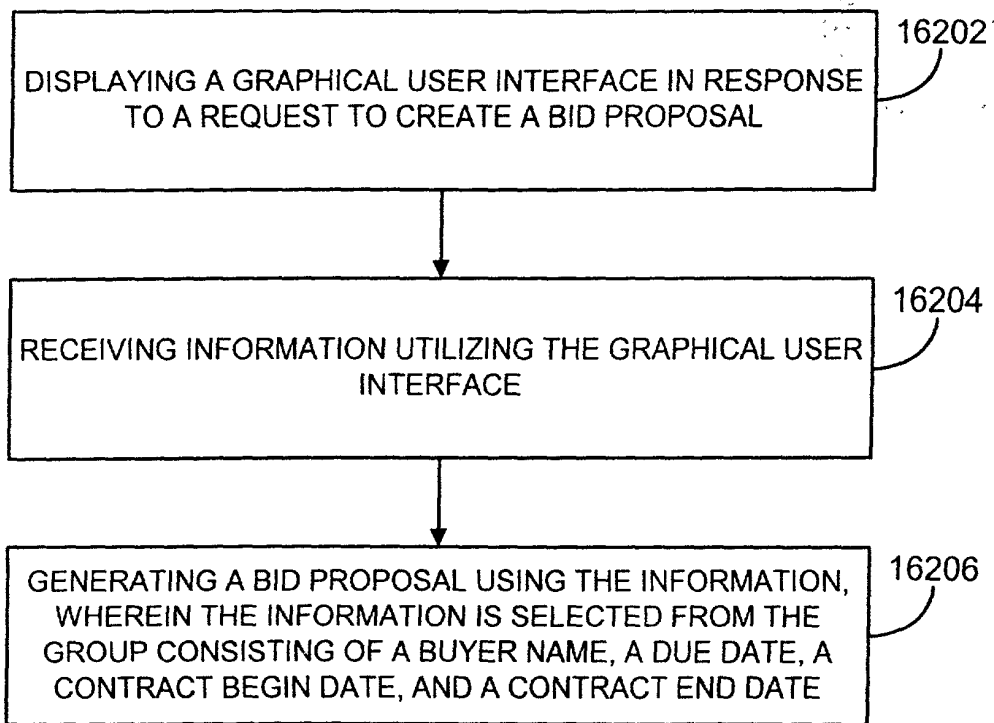 16202
DISPLAYING A GRAPHICAL USER INTERFACE IN RESPONSE
TO A REQUEST TO CREATE A BID PROPOSAL
16204
RECEIVING INFORMATION UTILIZING THE GRAPHICAL USER
INTERFACE
16206
GENERATING A BID PROPOSAL USING THE INFORMATION,
WHEREIN THE INFORMATION IS SELECTED FROM THE
GROUP CONSISTING OF A BUYER NAME, A DUE DATE, A
CONTRACT BEGIN DATE, AND A CONTRACT END DATE